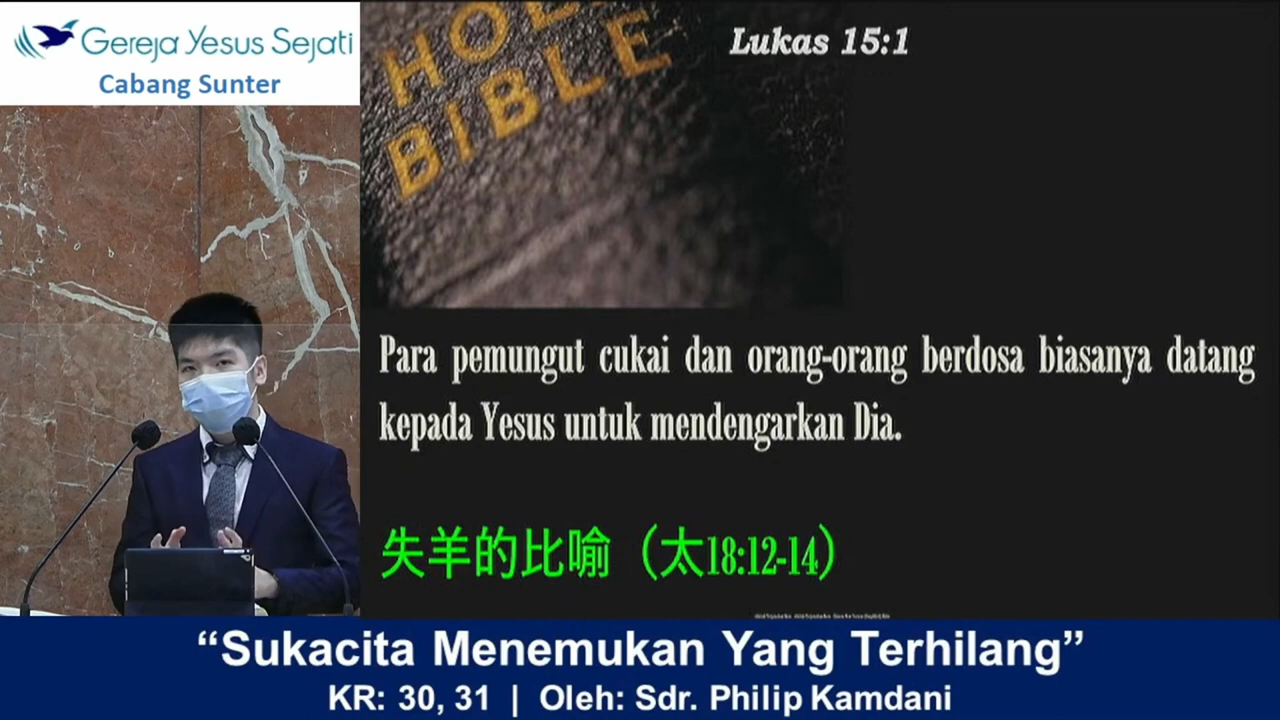 Gereja Yesus Sejati
Cabang Sunter
HOLY
BIBLE
Lukas 15:1
Para pemungut cukai dan orang-orang berdosa biasanya datang
kepada Yesus untuk mendengarkan Dia.
失羊的比喻（太18:12-14）
“Sukacita Menemukan Yang Terhilang”
KR: 30, 31 | Oleh: Sdr. Philip Kamdani